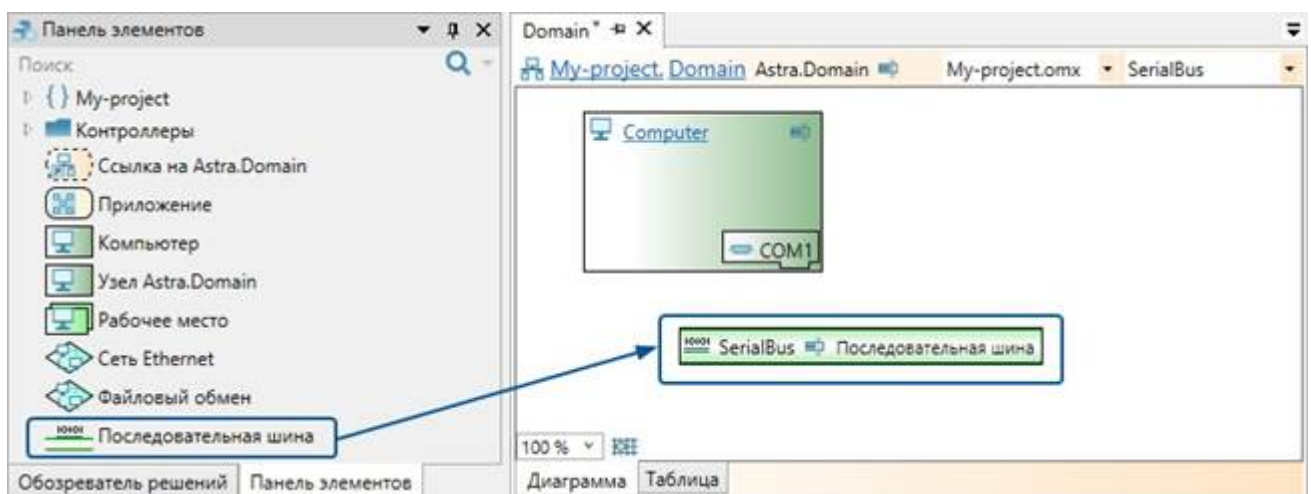 Панель элементов
Поиск
{ } My-project
Контроллеры
Ссылка на Astra.Domain
Приложение
Компьютер
Узел Astra.Domain
Рабочее место
Сеть Ethernet
Файловый обмен
Последовательная шина
Обозреватель решений Панель элементов
Domain*
My-project. Domain Astra.Domain My-project.omx SerialBus
Computer
COM1
SerialBus Последовательная шина
100 %
Диаграмма Таблица